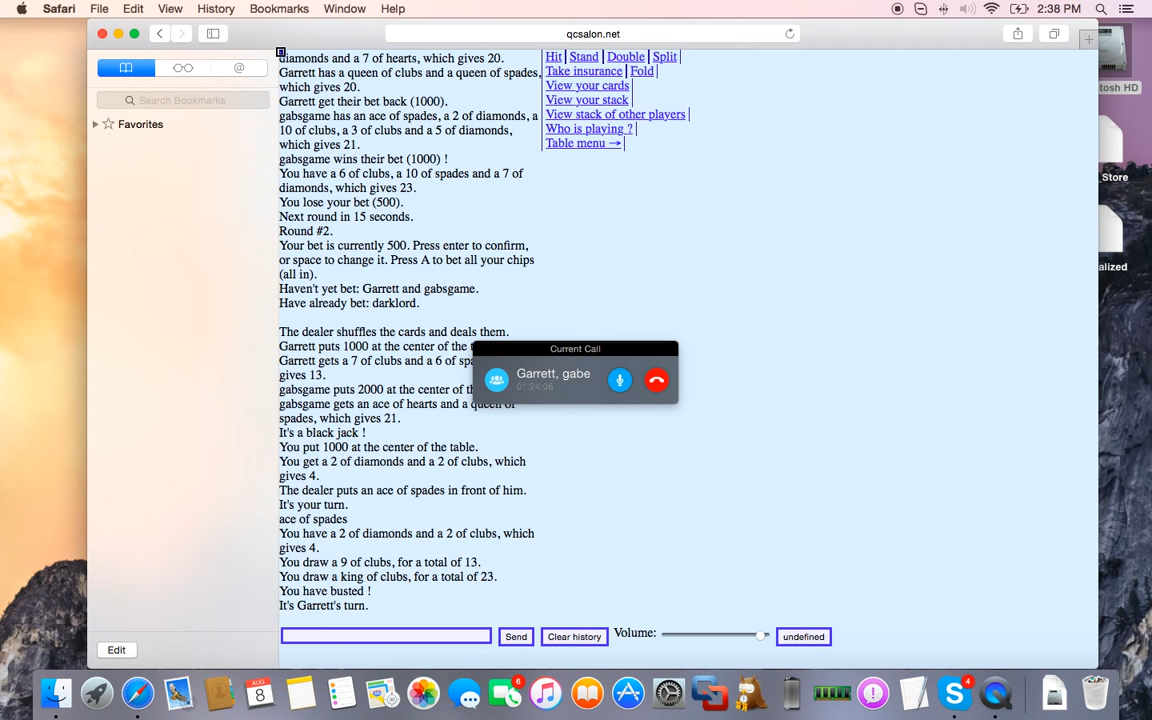 Safari File Edit View History Bookmarks Window Help
2:38 PM
qcsalon.net
tosh HD
Search Bookmarks
Favorites
_Store
alized
diamonds and a 7 of hearts, which gives 20.
Garrett has a queen of clubs and a queen of spades,
which gives 20.
Garrett get their bet back (1000).
gabsgame has an ace of spades, a 2 of diamonds, a
10 of clubs, a 3 of clubs and a 5 of diamonds,
which gives 21.
gabsgame wins their bet (1000) !
You have a 6 of clubs, a 10 of spades and a 7 of
diamonds, which gives 23.
You lose your bet (500).
Next round in 15 seconds.
Round #2.
Your bet is currently 500. Press enter to confirm,
or space to change it. Press A to bet all your chips
(all in).
Haven't yet bet: Garrett and gabsgame.
Have already bet: darklord.
The dealer shuffles the cards and deals them.
Garrett puts 1000 at the center of the
Garrett gets a 7 of clubs and a 6 of spa
gives 13.
gabsgame puts 2000 at the center of th
gabsgame gets an ace of hearts and a queen of
spades, which gives 21.
It's a black jack !
You put 1000 at the center of the table.
You get a 2 of diamonds and a 2 of clubs, which
gives 4.
The dealer puts an ace of spades in front of him.
It's your turn.
ace of spades
You have a 2 of diamonds and a 2 of clubs, which
gives 4.
You draw a 9 of clubs, for a total of 13.
You draw a king of clubs, for a total of 23.
You have busted !
It's Garrett's turn.
Hit Stand Double Split
Take insurance Fold
View your cards
View your stack
View stack of other players
Who is playing ?
Table menu →
Current Call
Garrett, gabe
01:24:06
Send Clear history Volume: undefined
Edit
AUG
8
6
4